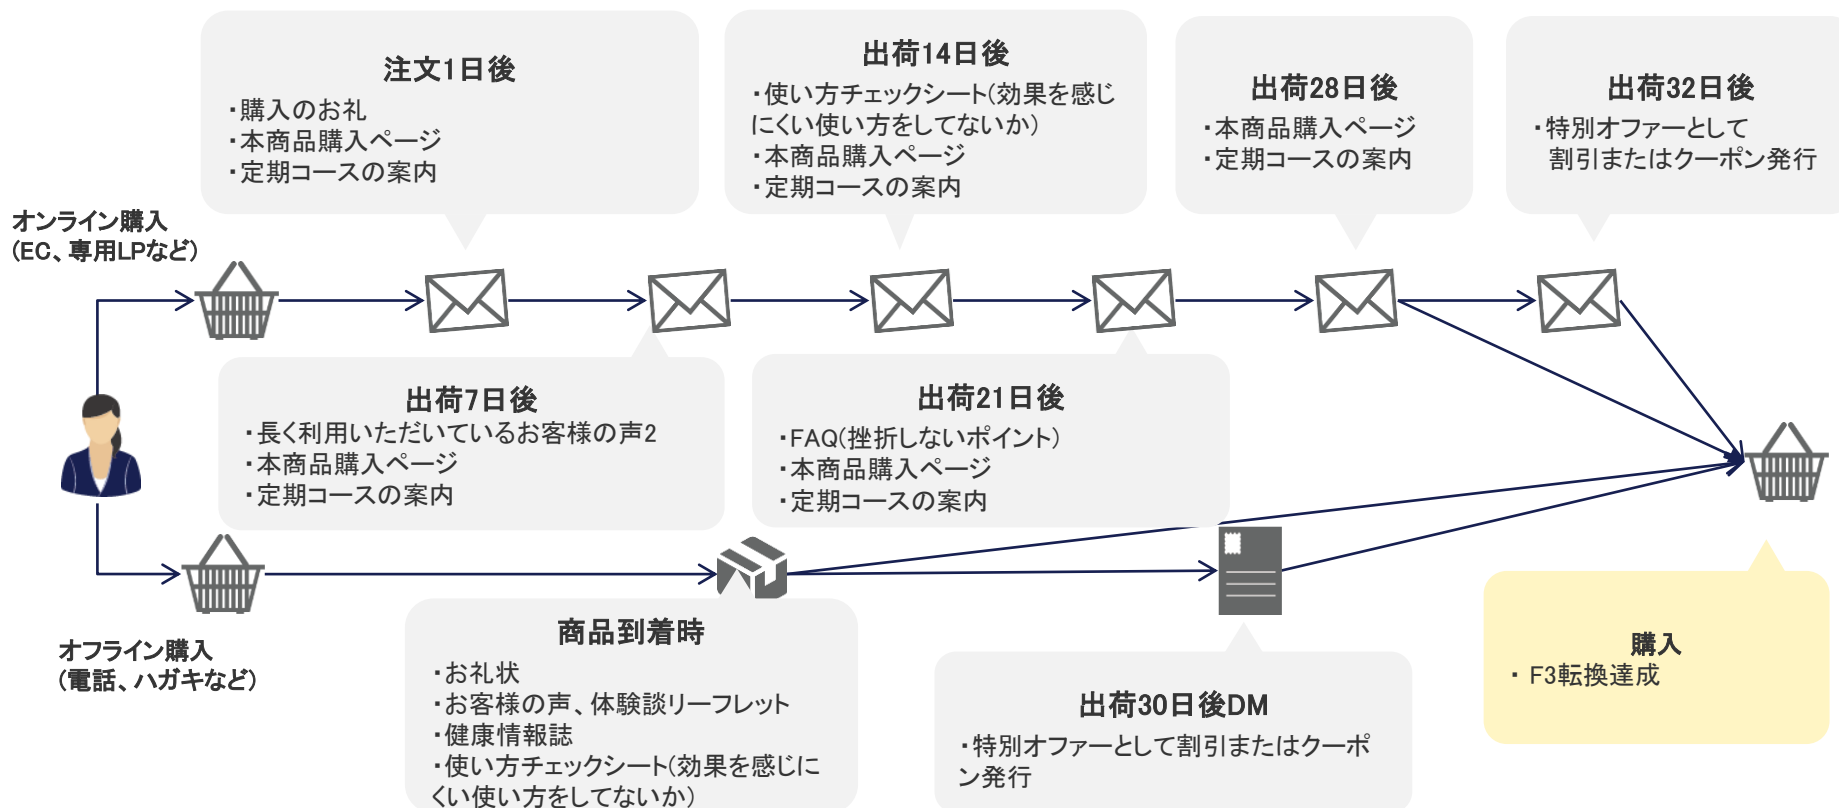 注文1日後
・購入のお礼
・本商品購入ページ
・定期コースの案内
出荷14日後
・使い方チェックシート(効果を感じ
にくい使い方をしてないか)
・本商品購入ページ
・定期コースの案内
出荷28日後
・本商品購入ページ
・定期コースの案内
出荷32日後
・特別オファーとして
割引またはクーポン発行
オンライン購入
(EC、専用LPなど)
出荷7日後
・長く利用いただいているお客様の声2
・本商品購入ページ
・定期コースの案内
出荷21日後
・FAQ(挫折しないポイント)
・本商品購入ページ
・定期コースの案内
オフライン購入
(電話、ハガキなど)
商品到着時
・お礼状
・お客様の声、体験談リーフレット
・健康情報誌
・使い方チェックシート(効果を感じに
くい使い方をしてないか)
出荷30日後DM
・特別オファーとして割引またはクーポ
ン発行
購入
・ F3転換達成